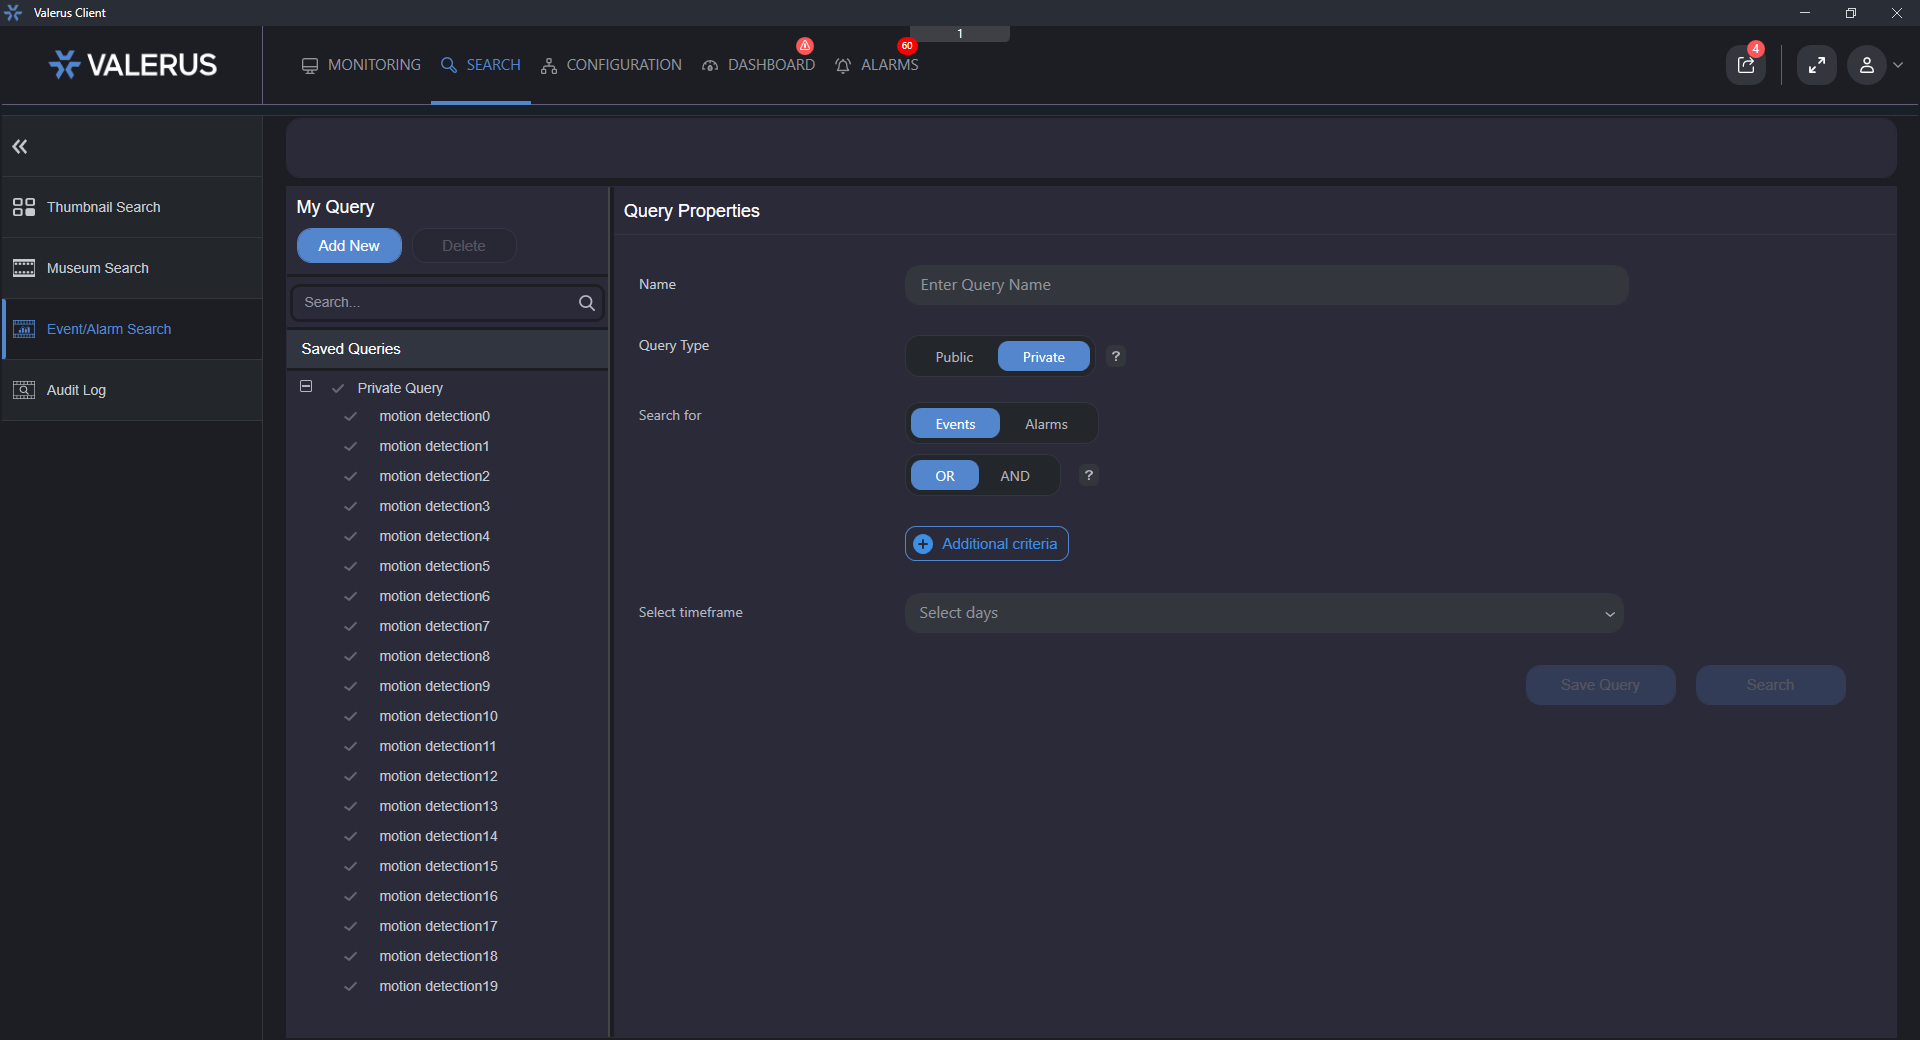 Valerus Client
1
VALERUS
MONITORING
SEARCH
CONFIGURATION
DASHBOARD
60
ALARMS
4
Thumbnail Search
Museum Search
Event/Alarm Search
Audit Log
My Query
Add New
Delete
Search...
Saved Queries
Private Query
motion detection0
motion detection1
motion detection2
motion detection3
motion detection4
motion detection5
motion detection6
motion detection7
motion detection8
motion detection9
motion detection10
motion detection11
motion detection12
motion detection13
motion detection14
motion detection15
motion detection16
motion detection17
motion detection18
motion detection19
Query Properties
Name
Enter Query Name
Query Type
Public
Private
?
Search for
Events
Alarms
OR
AND
?
Additional criteria
Select timeframe
Select days
Save Query
Search